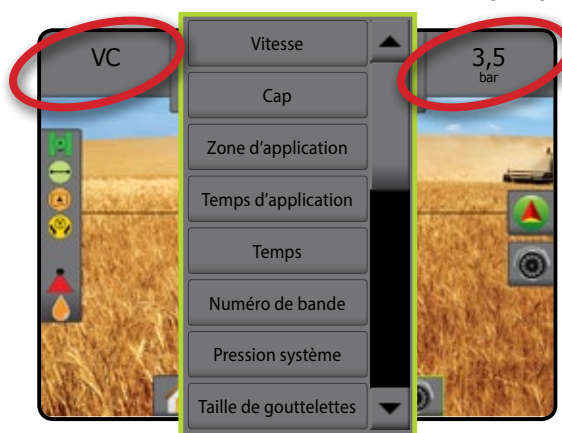 VC
3,5
bar
Vitesse
Cap
Zone d'application
Temps d'application
Temps
Numéro de bande
Pression système
Taille de gouttelettes